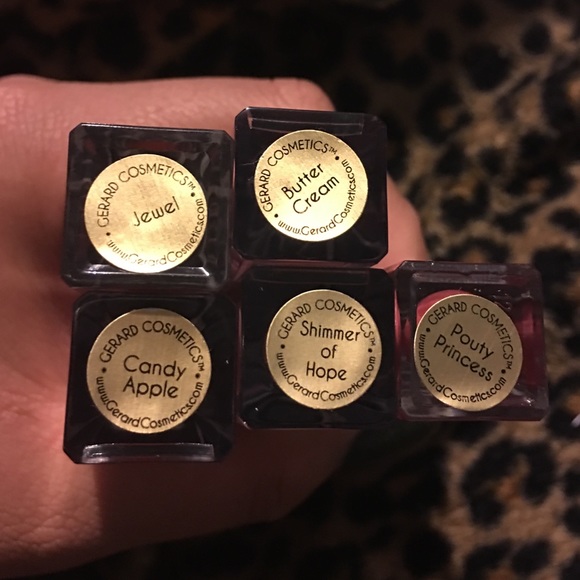 GERARD COSMETICS™
Jewel
www.GerardCosmetics.com
GERARD COSMETICS™
Butter
Cream
www.GerardCosmetics.com
GERARD COSMETICS™
Candy
Apple
www.GerardCosmetics.com
GERARD COSMETICS™
Shimmer
of
Hope
www.GerardCosmetics.com
GERARD COSMETICS™
Pouty
Princess
www.GerardCosmetics.com